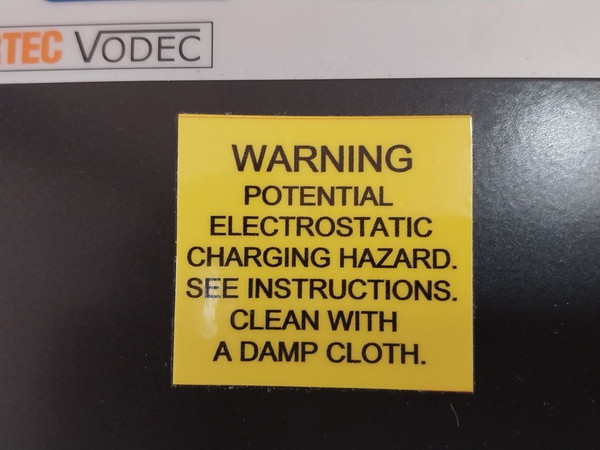 TEC VODEC
WARNING
POTENTIAL
ELECTROSTATIC
CHARGING HAZARD.
SEE INSTRUCTIONS.
CLEAN WITH
A DAMP CLOTH.